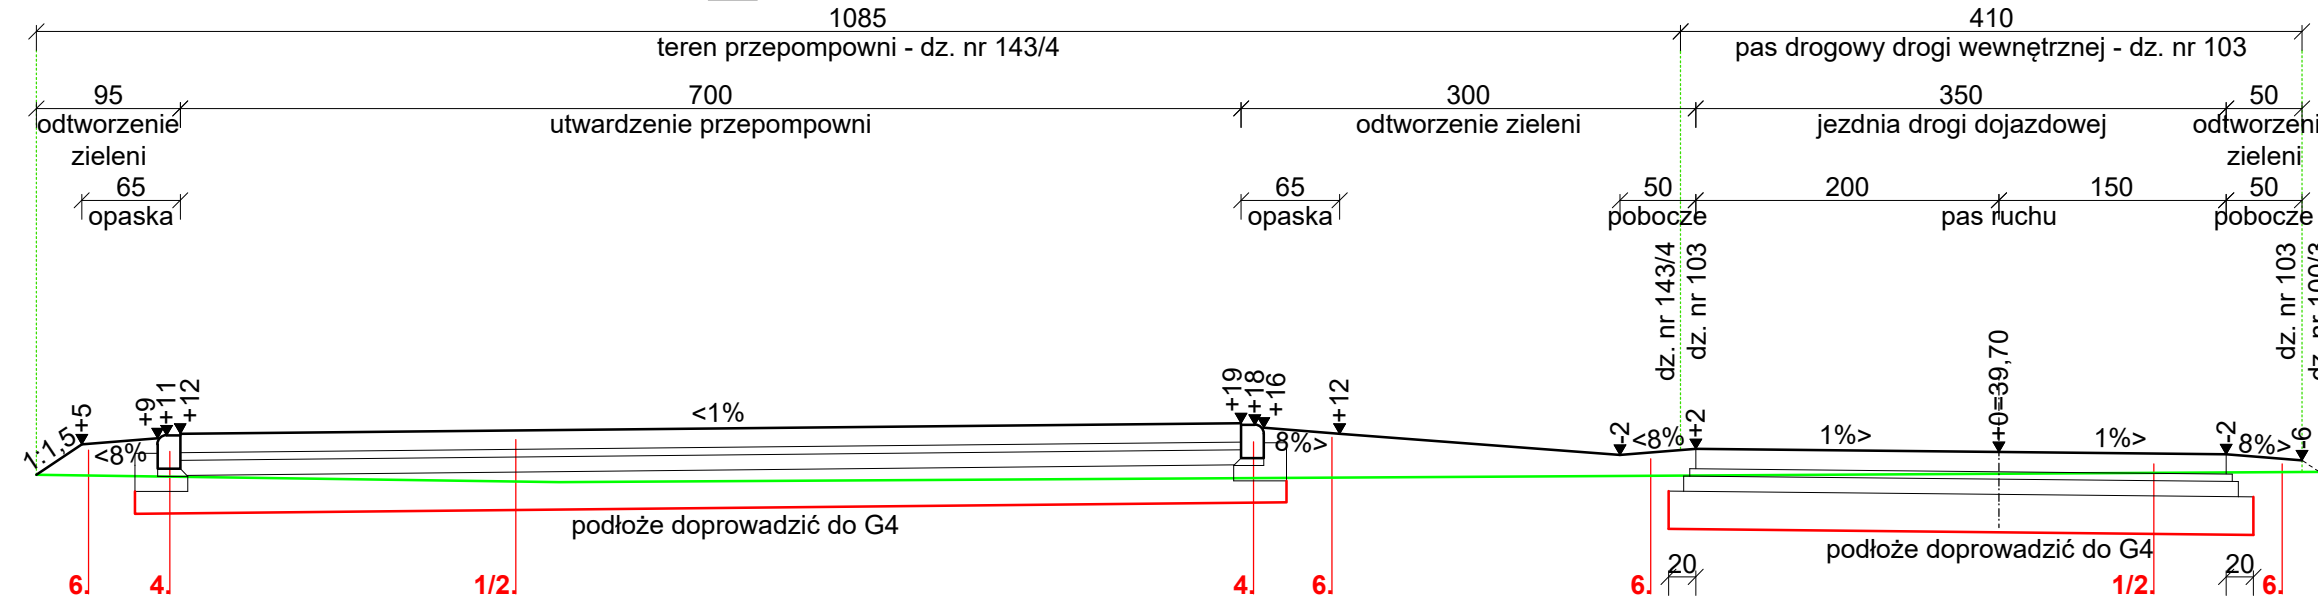 1085
410
teren przepompowni - dz. nr 143/4
pas drogowy drogi wewnętrznej - dz. nr 103
95
700
300
350
50
odtworzenie
zieleni
utwardzenie przepompowni
odtworzenie zieleni
jezdnia drogi dojazdowej
odtworzeni
zieleni
65
65
50
200
150
50
opaska
opaska
pobocze
pas ruchu
pobocze
dz. nr 143/4
dz. nr 103
dz. nr 103
dz. nr 100/3
1:1,5
+5
<8%
+9
+11
+12
<1%
+19
+18
+16
8%>
+12
-2
<8%
+2
1%>
+0=39,70
1%>
-2
8%>
-6
podłoże doprowadzić do G4
podłoże doprowadzić do G4
20
20
6.
4.
1/2.
4.
6.
6.
1/2.
6.